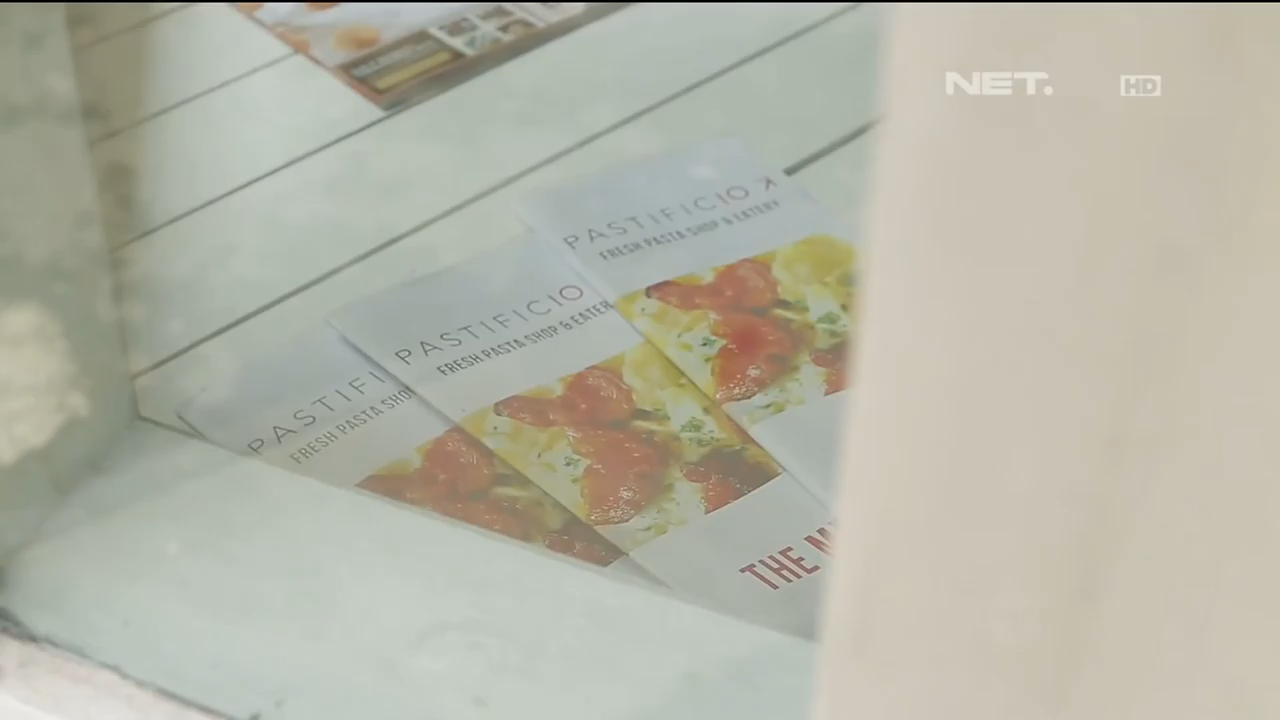 NET.
HD
PASTIFICIO
FRESH PASTA SHOP & EATERY
PASTIFICIO
FRESH PASTA SHOP & EATER
PASTIFI
FRESH PASTA SHO
THE